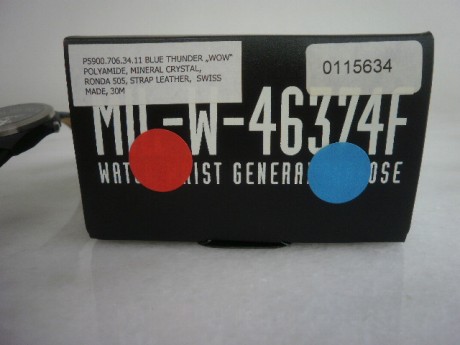 P5900.706.34.11 BLUE THUNDER „WOW“
POLYAMIDE, MINERAL CRYSTAL,
RONDA 505, STRAP LEATHER, SWISS
MADE, 30M
0115634
MIL-W-46374F
GENERAL